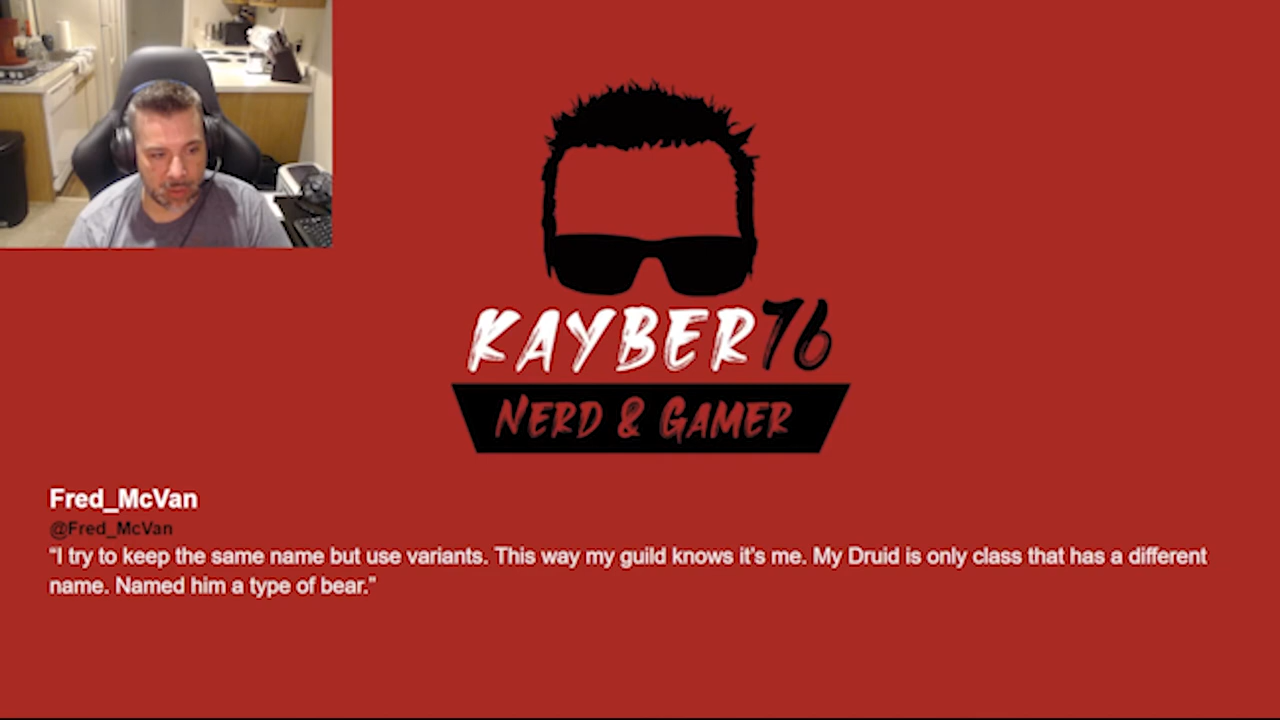 KAYBER76
NERD & GAMER
Fred_McVan
@Fred_McVan
“I try to keep the same name but use variants. This way my guild knows it’s me. My Druid is only class that has a different
name. Named him a type of bear.”